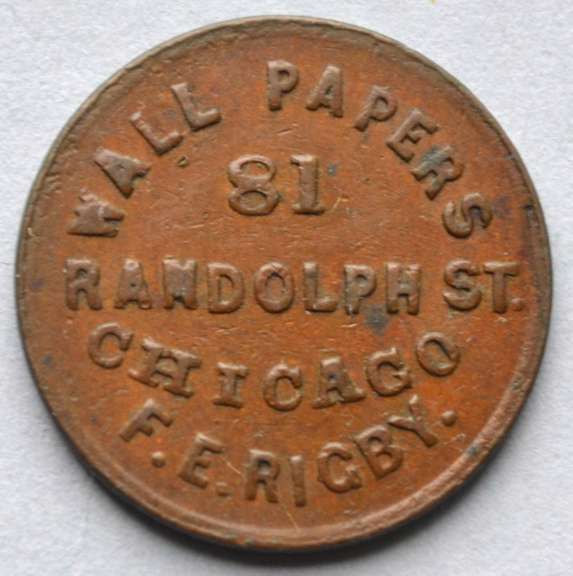 WALL PAPERS
81
RANDOLPH ST.
CHICAGO
F.E.RIGBY.